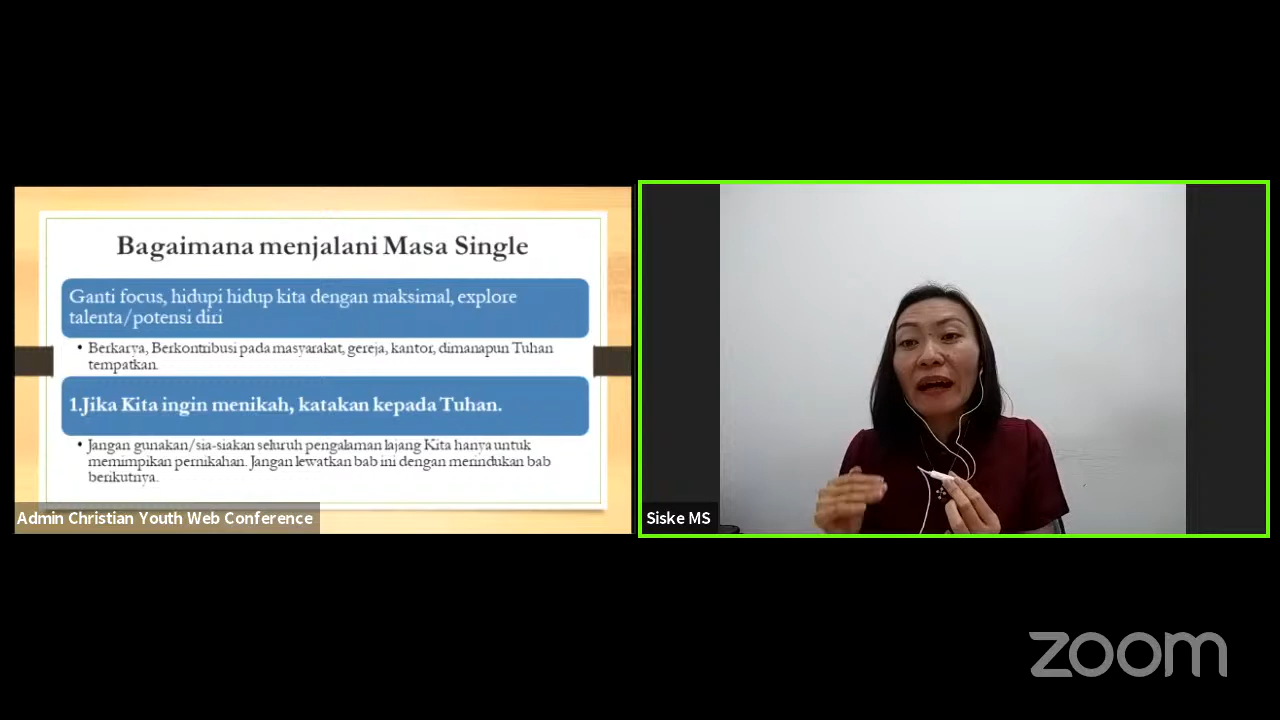 Bagaimana menjalani Masa Single
Ganti focus, hidupi hidup kita dengan maksimal, explore
talenta/potensi diri
• Berkarya, Berkontribusi pada masyarakat, gereja, kantor, dimanapun Tuhan
tempatkan.
1.Jika Kita ingin menikah, katakan kepada Tuhan.
• Jangan gunakan/sia-siakan seluruh pengalaman lajang Kita hanya untuk
memimpikan pernikahan. Jangan lewatkan bab ini dengan merindukan bab
berikutnya.
Admin Christian Youth Web Conference
Siske MS
zoom